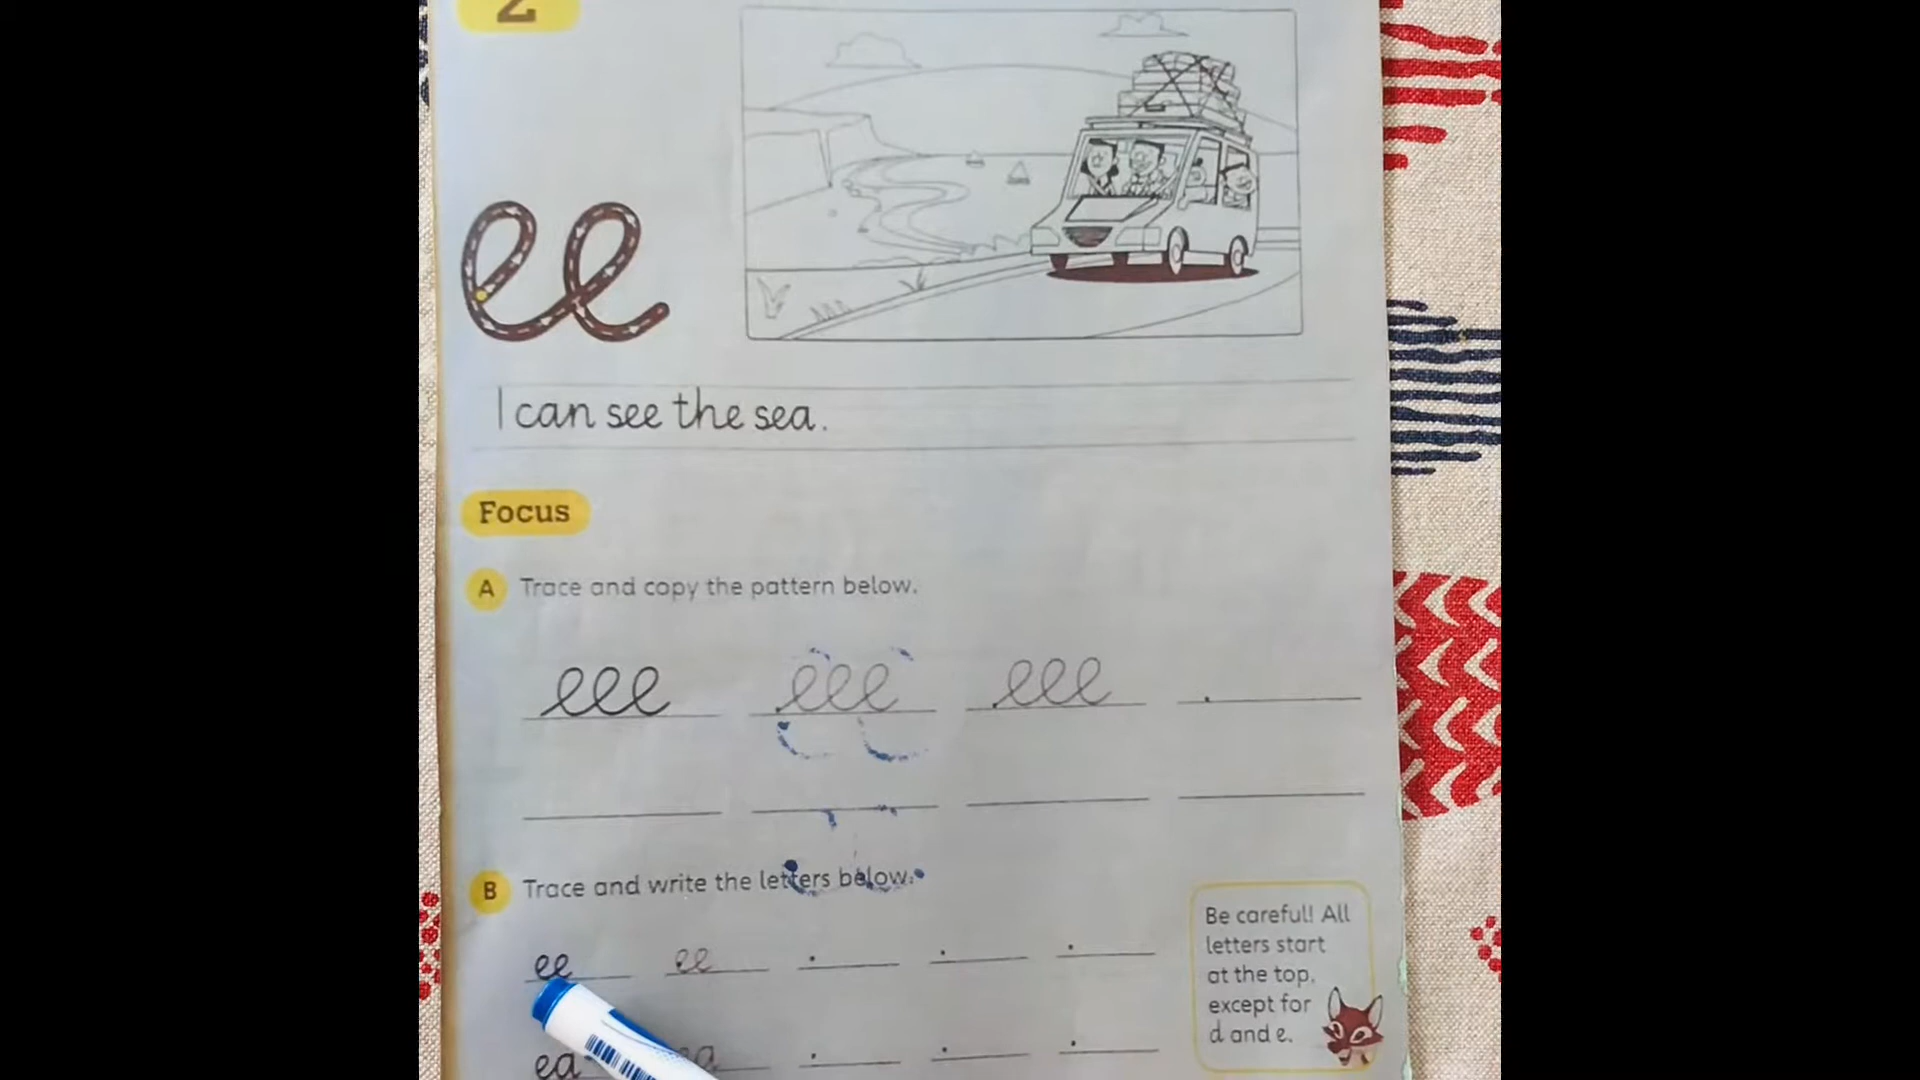 2
ee
I can see the sea.
Focus
A Trace and copy the pattern below.
eee eee eee
B Trace and write the letters below.
ee ee
ea
Be careful! All
letters start
at the top,
except for
d and e.